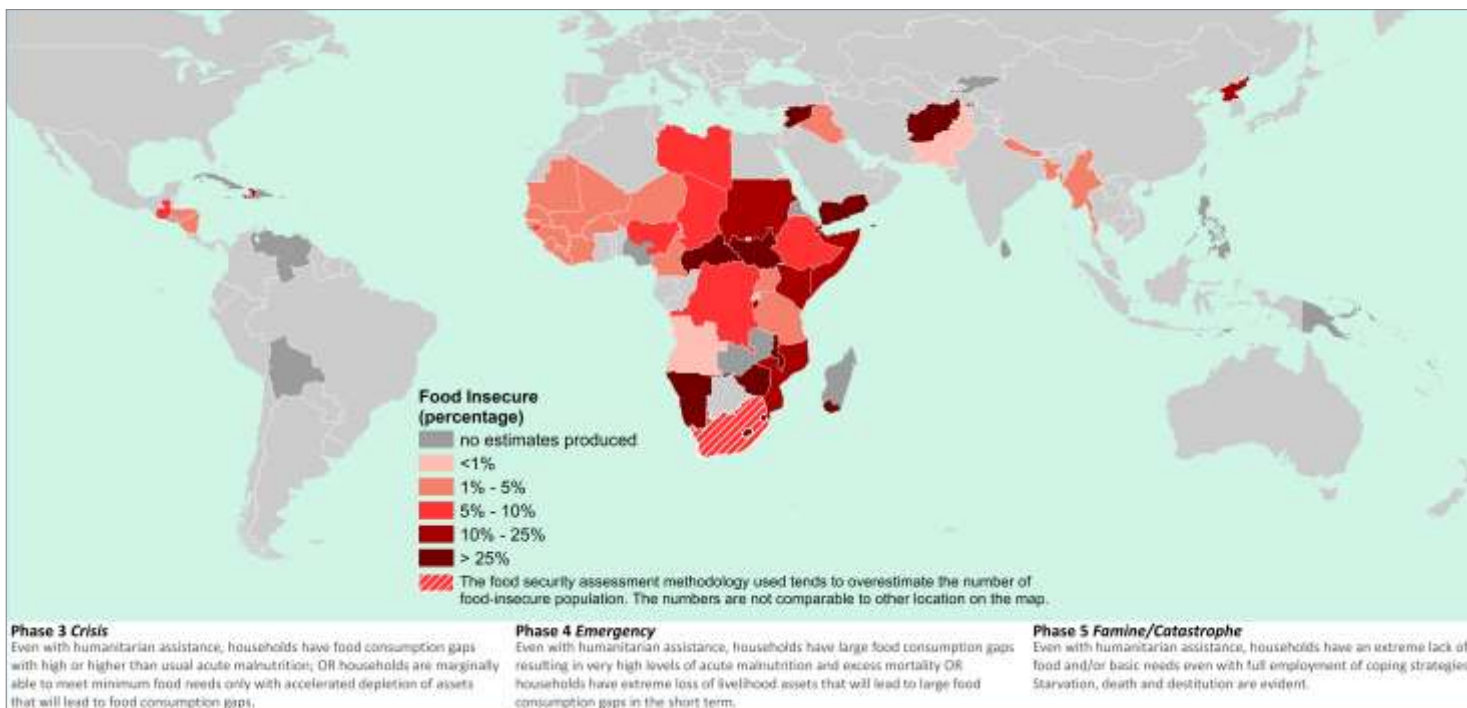 Food Insecure
(percentage)
no estimates produced
<1%
1% - 5%
5% - 10%
10% - 25%
> 25%
The food security assessment methodology used tends to overestimate the number of
food-insecure population. The numbers are not comparable to other location on the map.
Phase 3 Crisis
Even with humanitarian assistance, households have food consumption gaps
with high or higher than usual acute malnutrition; OR households are marginally
able to meet minimum food needs only with accelerated depletion of assets
that will lead to food consumption gaps.
Phase 4 Emergency
Even with humanitarian assistance, households have large food consumption gaps
resulting in very high levels of acute malnutrition and excess mortality OR
households have extreme loss of livelihood assets that will lead to large food
consumption gaps in the short term.
Phase 5 Famine/Catastrophe
Even with humanitarian assistance, households have an extreme lack of
food and/or basic needs even with full employment of coping strategies
Starvation, death and destitution are evident.